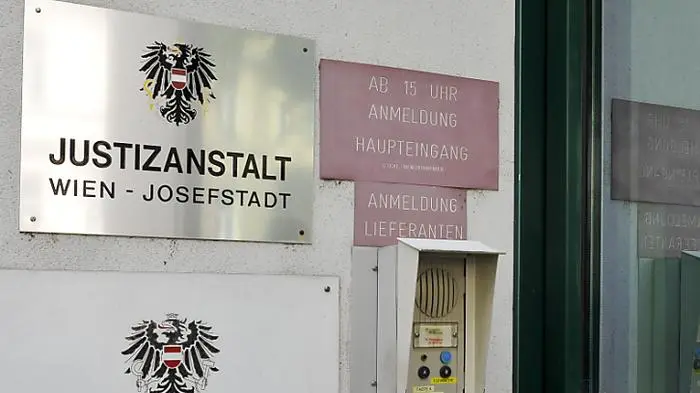 JUSTIZANSTALT
WIEN - JOSEFSTADT
AB 15 UHR
ANMELDUNG
HAUPTEINGANG
ANMELDUNG
LIEFERANTEN